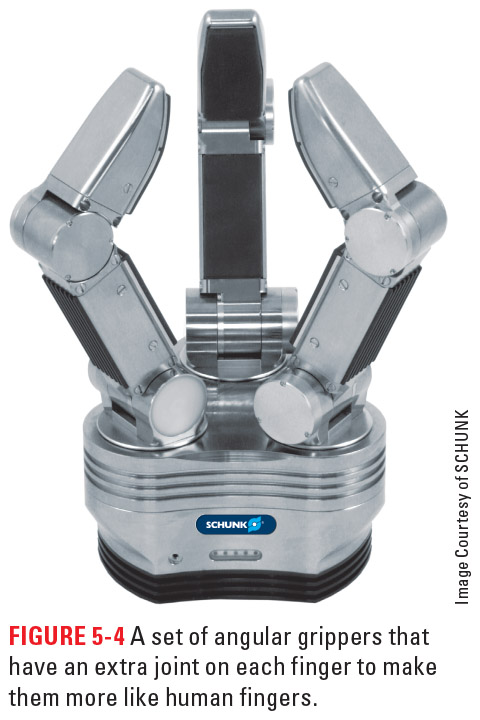 SCHUNK
Image Courtesy of SCHUNK
FIGURE 5-4 A set of angular grippers that
have an extra joint on each finger to make
them more like human fingers.